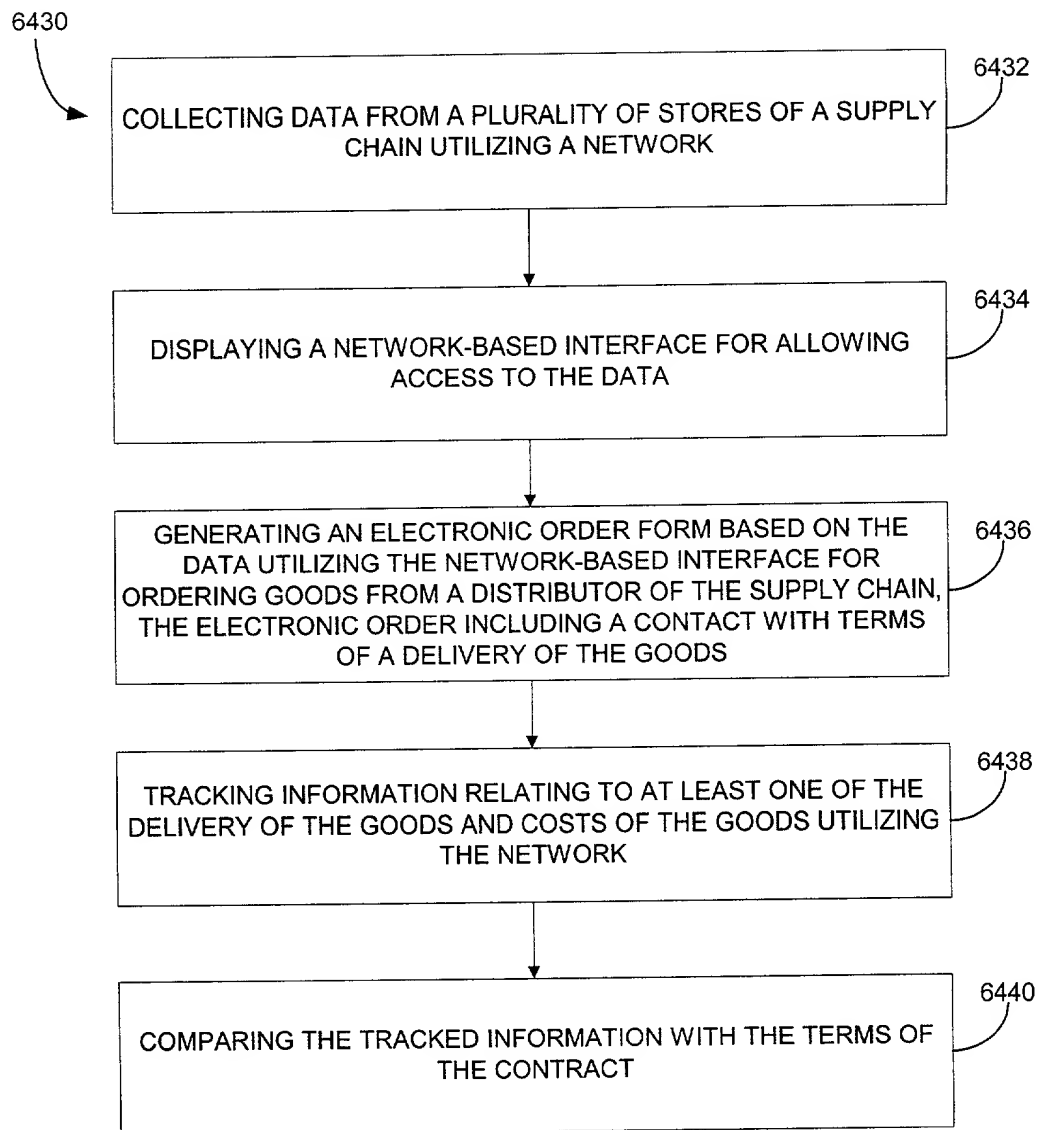 6430
6432
COLLECTING DATA FROM A PLURALITY OF STORES OF A SUPPLY
CHAIN UTILIZING A NETWORK
6434
DISPLAYING A NETWORK-BASED INTERFACE FOR ALLOWING
ACCESS TO THE DATA
6436
GENERATING AN ELECTRONIC ORDER FORM BASED ON THE
DATA UTILIZING THE NETWORK-BASED INTERFACE FOR
ORDERING GOODS FROM A DISTRIBUTOR OF THE SUPPLY CHAIN,
THE ELECTRONIC ORDER INCLUDING A CONTACT WITH TERMS
OF A DELIVERY OF THE GOODS
6438
TRACKING INFORMATION RELATING TO AT LEAST ONE OF THE
DELIVERY OF THE GOODS AND COSTS OF THE GOODS UTILIZING
THE NETWORK
6440
COMPARING THE TRACKED INFORMATION WITH THE TERMS OF
THE CONTRACT